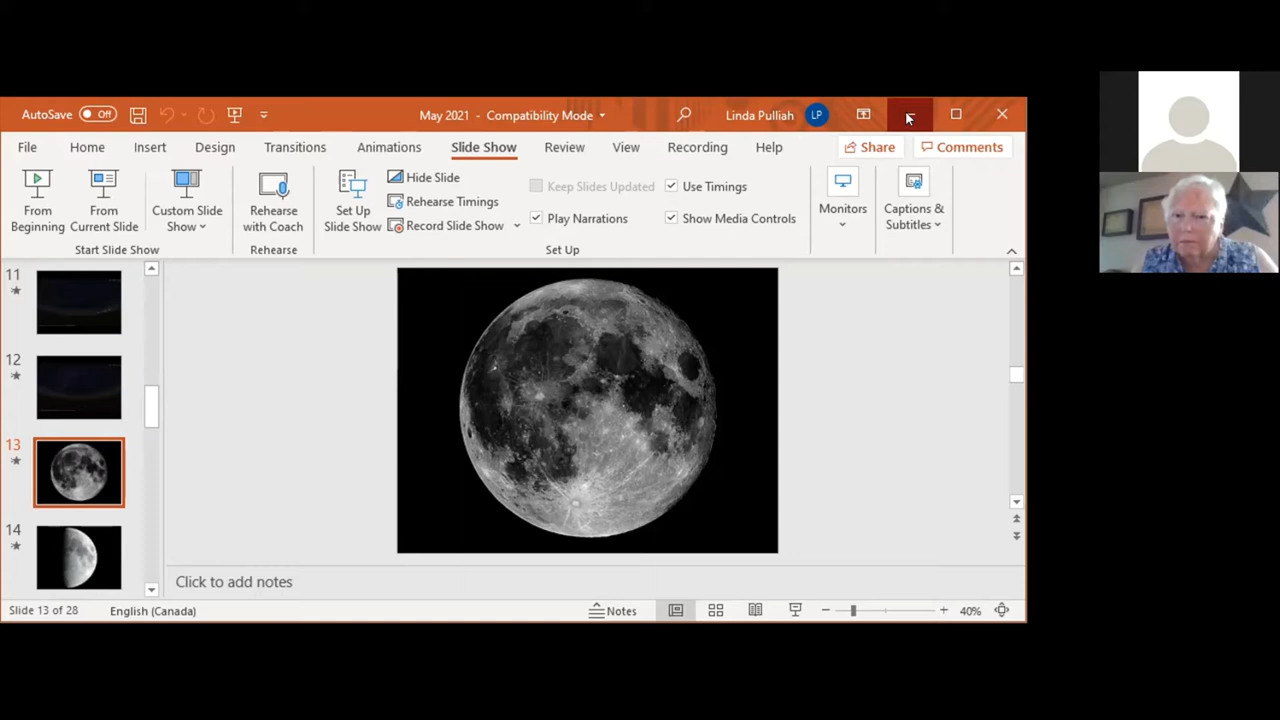 AutoSave Off
May 2021 - Compatibility Mode
Linda Pulliah LP
File Home Insert Design Transitions Animations Slide Show Review View Recording Help
Share Comments
From Beginning
From Current Slide
Start Slide Show
Custom Slide Show
Rehearse with Coach
Rehearse
Set Up Slide Show
Hide Slide
Rehearse Timings
Record Slide Show
Keep Slides Updated
Play Narrations
Use Timings
Show Media Controls
Set Up
Monitors
Captions & Subtitles
11
12
13
14
Click to add notes
Slide 13 of 28 English (Canada) Notes 40%